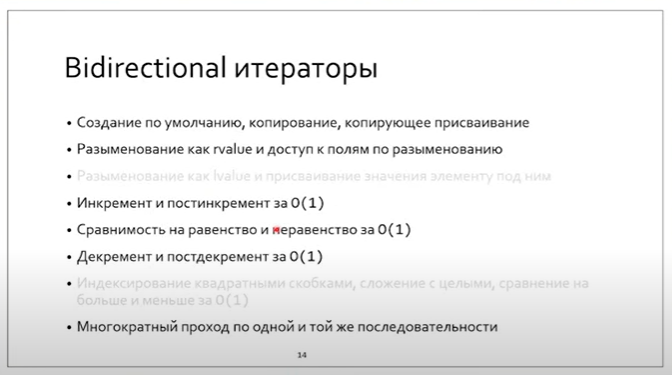 Bidirectional итераторы
• Создание по умолчанию, копирование, копирующее присваивание
• Разыменование как rvalue и доступ к полям по разыменованию
• Разыменование как lvalue и присваивание значения элементу под ним
• Инкремент и постинкремент за O(1)
• Сравнимость на равенство и неравенство за O(1)
• Декремент и постдекремент за O(1)
• Индексирование квадратными скобками, сложение с целыми, сравнение на
больше и меньше за O(1)
• Многократный проход по одной и той же последовательности
14